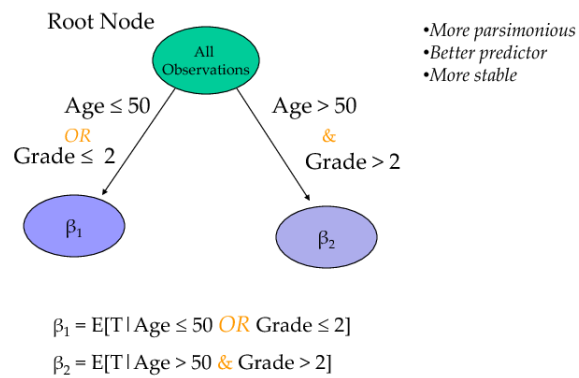 Root Node
•More parsimonious
•Better predictor
•More stable
All
Observations
Age ≤ 50
OR
Grade ≤ 2
Age > 50
&
Grade > 2
β1
β2
β1 = E[T|Age ≤ 50 OR Grade ≤ 2]
β2 = E[T|Age > 50 & Grade > 2]